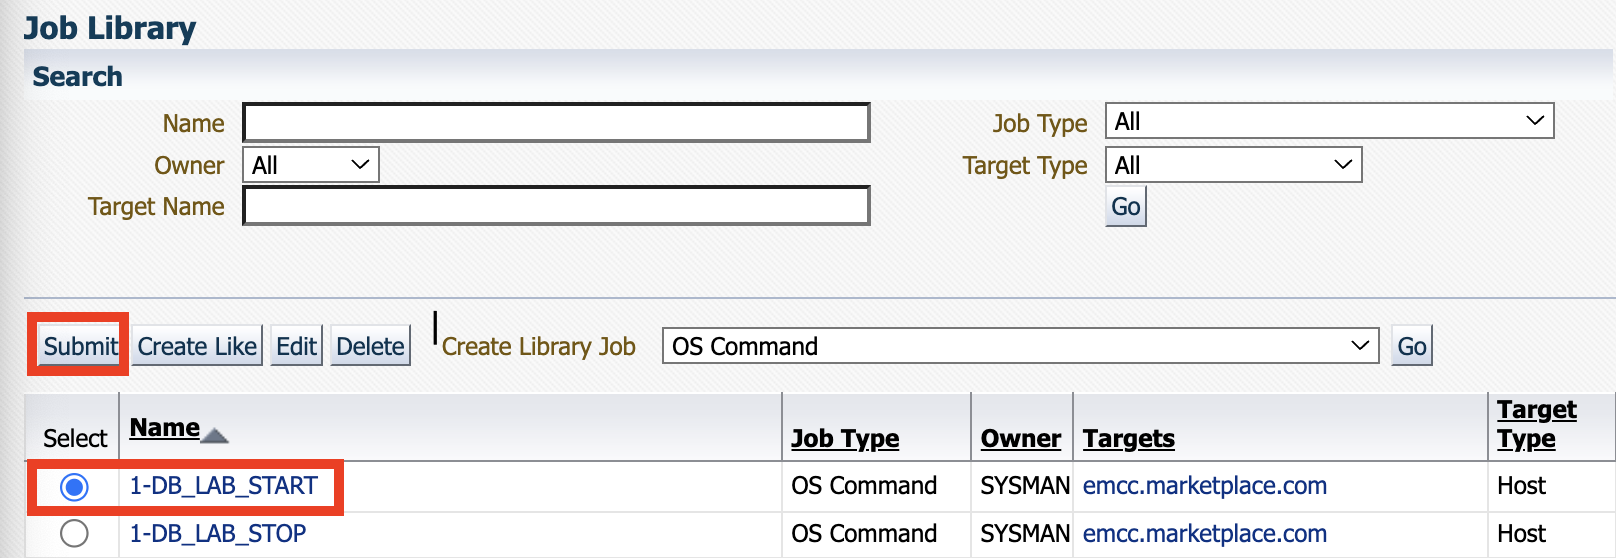 Job Library
Search
Name
Job Type All
Owner All
Target Type All
Target Name
Go
Submit Create Like Edit Delete Create Library Job OS Command Go
Select Name Job Type Owner Targets Target Type
1-DB_LAB_START OS Command SYSMAN emcc.marketplace.com Host
1-DB_LAB_STOP OS Command SYSMAN emcc.marketplace.com Host